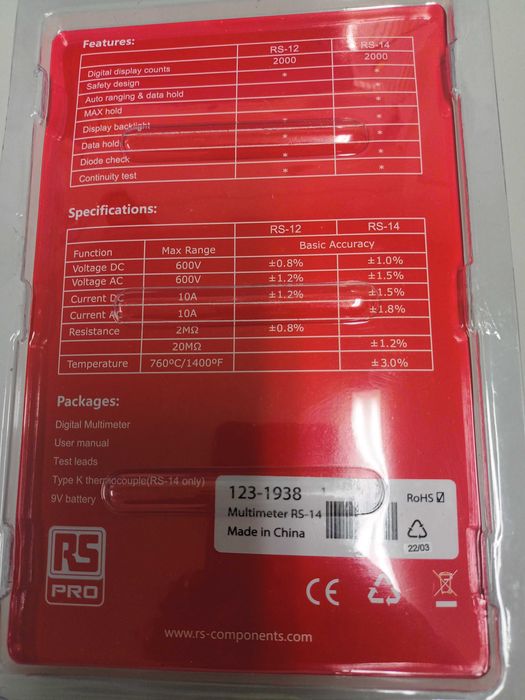 Features:
RS-12 RS-14
Digital display counts 2000 2000
Safety design * *
Auto ranging & data hold *
MAX hold *
Display backlight * *
Data hold * *
Diode check * *
Continuity test * *
Specifications:
RS-12 RS-14
Function Max Range Basic Accuracy
Voltage DC 600V ±0.8% ±1.0%
Voltage AC 600V ±1.2% ±1.5%
Current DC 10A ±1.2% ±1.5%
Current AC 10A ±1.8%
Resistance 2MΩ ±0.8%
20MΩ ±1.2%
Temperature 760ºC/1400ºF ±3.0%
Packages:
Digital Multimeter
User manual
Test leads
Type K thermocouple(RS-14 only)
9V battery
123-1938 RoHS
Multimeter RS-14
Made in China
22/03
RS
PRO
CE
www.rs-components.com